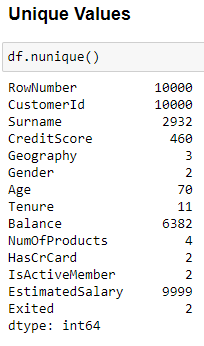 Unique Values
df.nunique()
RowNumber 10000
CustomerId 10000
Surname 2932
CreditScore 460
Geography 3
Gender 2
Age 70
Tenure 11
Balance 6382
NumOfProducts 4
HasCrCard 2
IsActiveMember 2
EstimatedSalary 9999
Exited 2
dtype: int64